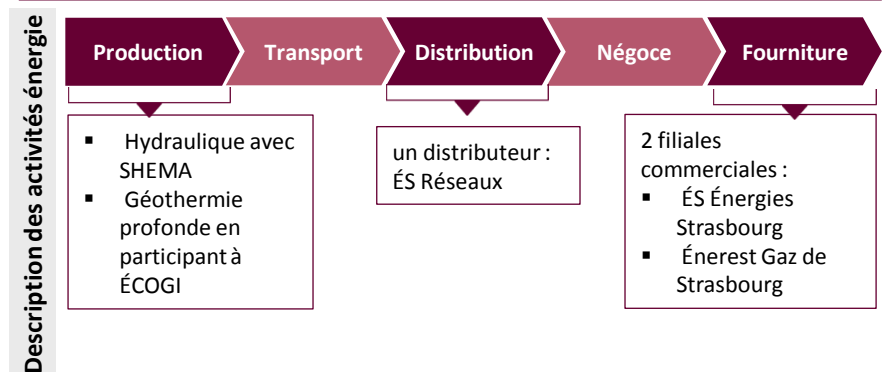 Description des activités énergie
Production
Transport
Distribution
Négoce
Fourniture
▪ Hydraulique avec
SHEMA
▪ Géothermie
profonde en
participant à
ÉCOGI
un distributeur :
ÉS Réseaux
2 filiales
commerciales :
▪ ÉS Énergies
Strasbourg
▪ Énerest Gaz de
Strasbourg